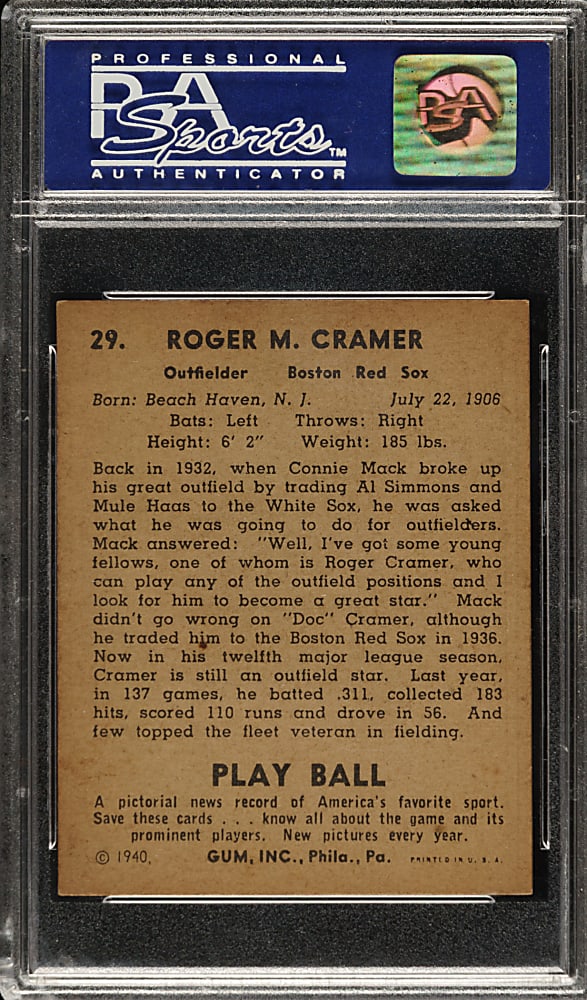 PROFESSIONAL
PSA
Sports™
AUTHENTICATOR
PSA
29. ROGER M. CRAMER
Outfielder Boston Red Sox
Born: Beach Haven, N. J. July 22, 1906
Bats: Left Throws: Right
Height: 6' 2" Weight: 185 lbs.
Back in 1932, when Connie Mack broke up
his great outfield by trading Al Simmons and
Mule Haas to the White Sox, he was asked
what he was going to do for outfielders.
Mack answered: "Well, I've got some young
fellows, one of whom is Roger Cramer, who
can play any of the outfield positions and I
look for him to become a great star." Mack
didn't go wrong on "Doc" Cramer, although
he traded him to the Boston Red Sox in 1936.
Now in his twelfth major league season,
Cramer is still an outfield star. Last year,
in 137 games, he batted .311, collected 183
hits, scored 110 runs and drove in 56. And
few topped the fleet veteran in fielding.
PLAY BALL
A pictorial news record of America's favorite sport.
Save these cards . . . know all about the game and its
prominent players. New pictures every year.
© 1940, GUM, INC., Phila., Pa. PRINTED IN U. S. A.